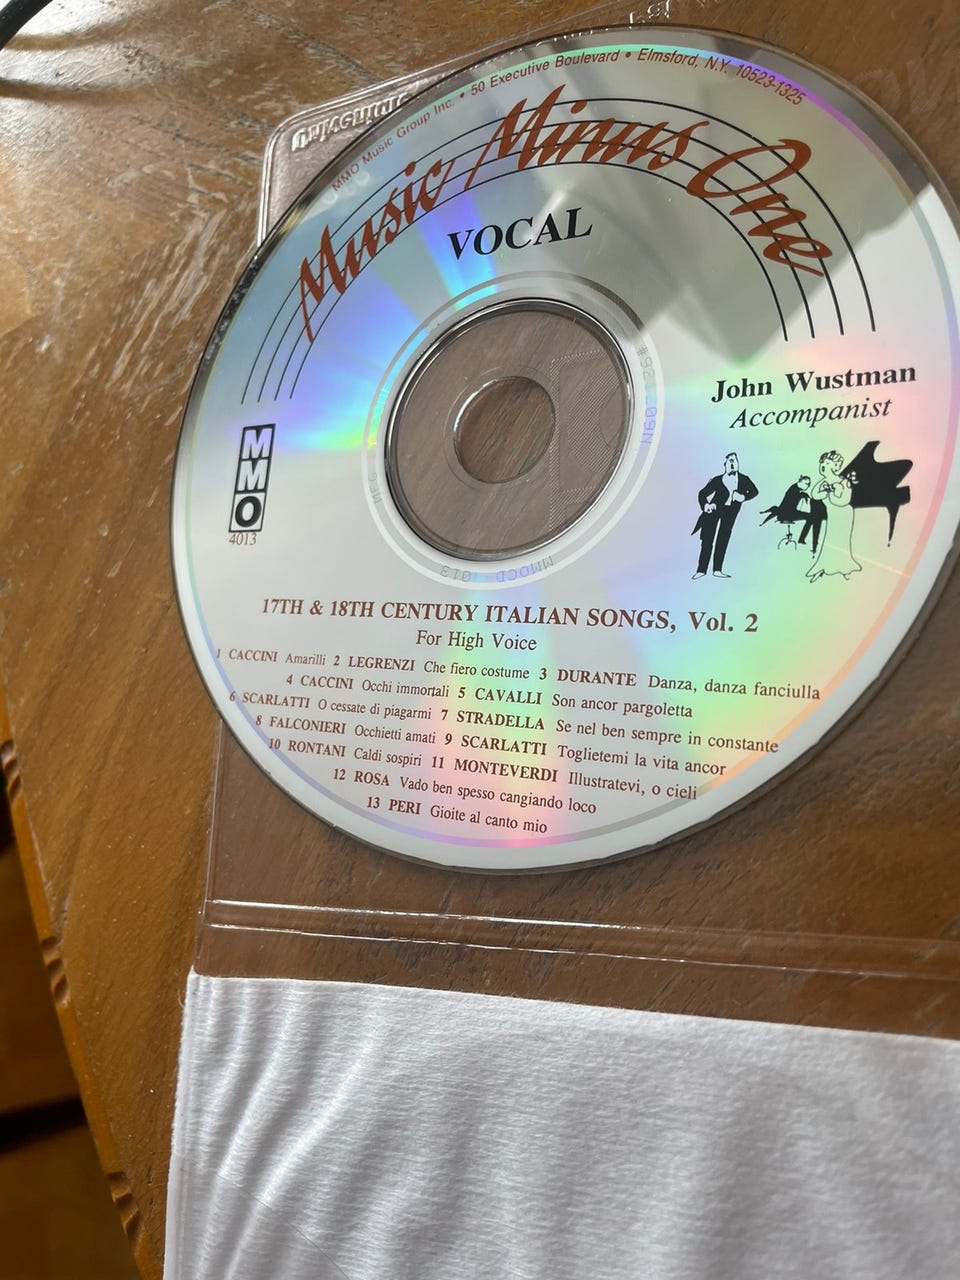 MMO Music Group Inc. • 50 Executive Boulevard • Elmsford, N.Y. 10523-1325
Music Minus One
VOCAL
John Wustman
Accompanist
MMO
4013
MMOCD 4013
17TH & 18TH CENTURY ITALIAN SONGS, Vol. 2
For High Voice
1 CACCINI Amarilli 2 LEGRENZI Che fiero costume 3 DURANTE Danza, danza fanciulla
4 CACCINI Occhi immortali 5 CAVALLI Son ancor pargoletta
6 SCARLATTI O cessate di piagarmi 7 STRADELLA Se nel ben sempre in constante
8 FALCONIERI Occhietti amati 9 SCARLATTI Toglietemi la vita ancor
10 RONTANI Caldi sospiri 11 MONTEVERDI Illustratevi, o cieli
12 ROSA Vado ben spesso cangiando loco
13 PERI Gioite al canto mio